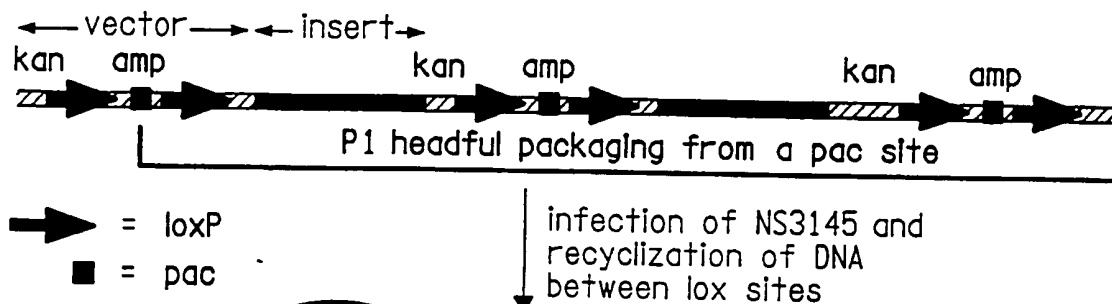 vector insert
kan amp kan amp kan amp
P1 headful packaging from a pac site
= loxP
= pac
infection of NS3145 and
recyclization of DNA
between lox sites